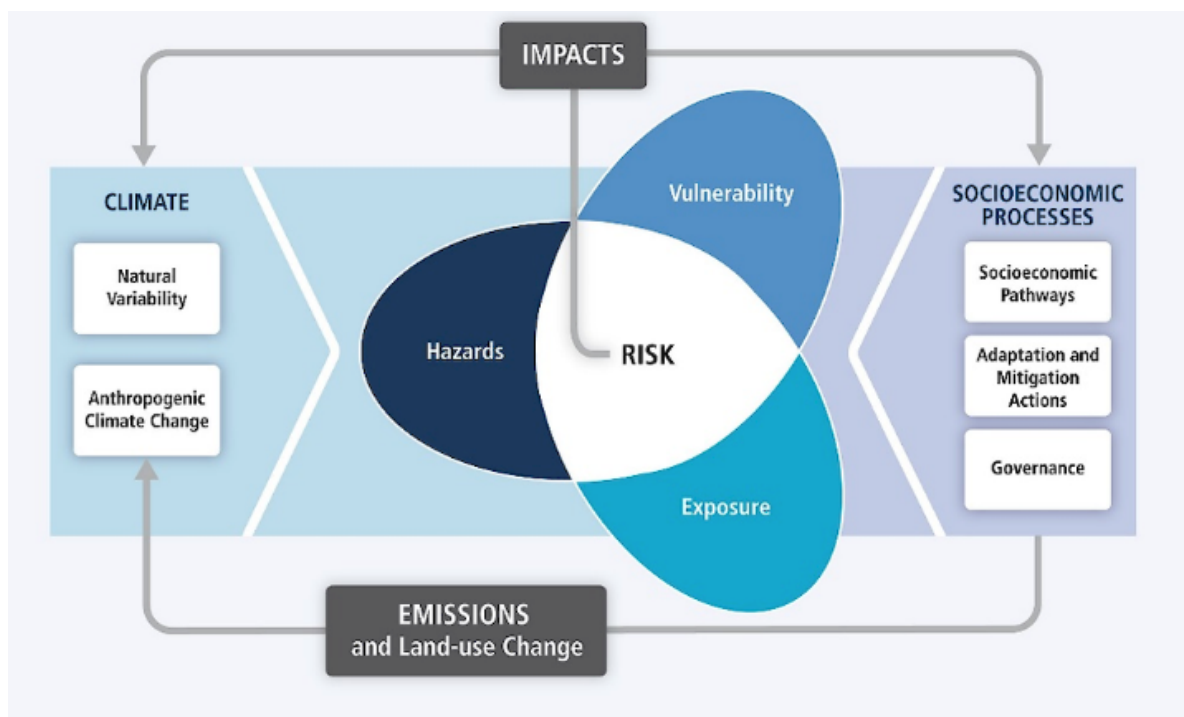 IMPACTS
CLIMATE
Natural
Variability
Anthropogenic
Climate Change
Vulnerability
Hazards
RISK
Exposure
SOCIOECONOMIC
PROCESSES
Socioeconomic
Pathways
Adaptation and
Mitigation
Actions
Governance
EMISSIONS
and Land-use Change